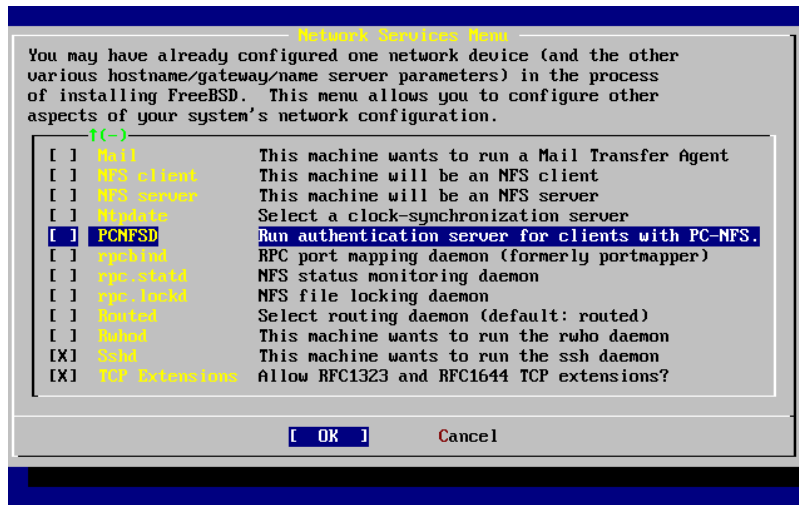 Network Services Menu
You may have already configured one network device (and the other
various hostname/gateway/name server parameters) in the process
of installing FreeBSD.  This menu allows you to configure other
aspects of your system's network configuration.
↑(-)
[ ] Mail This machine wants to run a Mail Transfer Agent
[ ] NFS client This machine will be an NFS client
[ ] NFS server This machine will be an NFS server
[ ] Ntpdate Select a clock-synchronization server
[ ] PCNFSD Run authentication server for clients with PC-NFS.
[ ] rpcbind RPC port mapping daemon (formerly portmapper)
[ ] rpc.statd NFS status monitoring daemon
[ ] rpc.lockd NFS file locking daemon
[ ] Routed Select routing daemon (default: routed)
[ ] Rwhod This machine wants to run the rwho daemon
[X] Sshd This machine wants to run the ssh daemon
[X] TCP Extensions Allow RFC1323 and RFC1644 TCP extensions?
[ OK ] Cancel